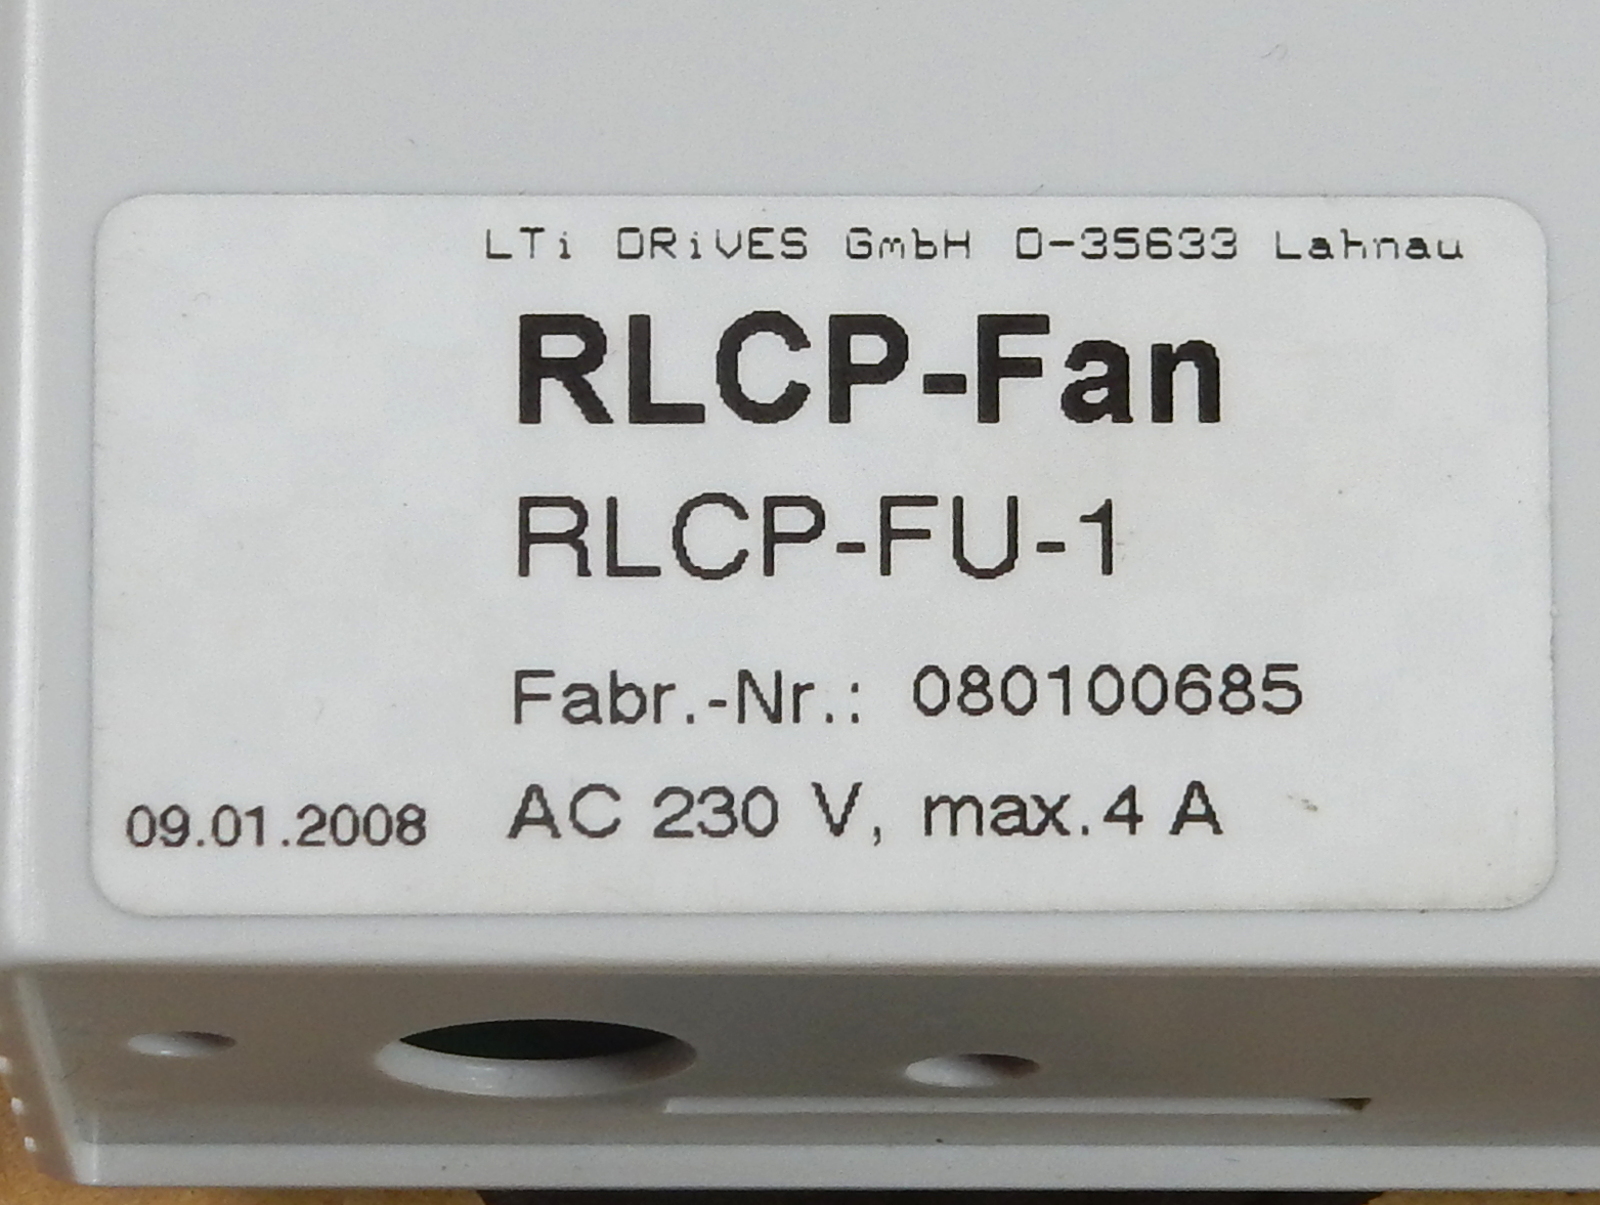 LTi DRiVES GmbH D-35633 Lahnau
RLCP-Fan
RLCP-FU-1
Fabr.-Nr.: 080100685
09.01.2008 AC 230 V, max.4 A